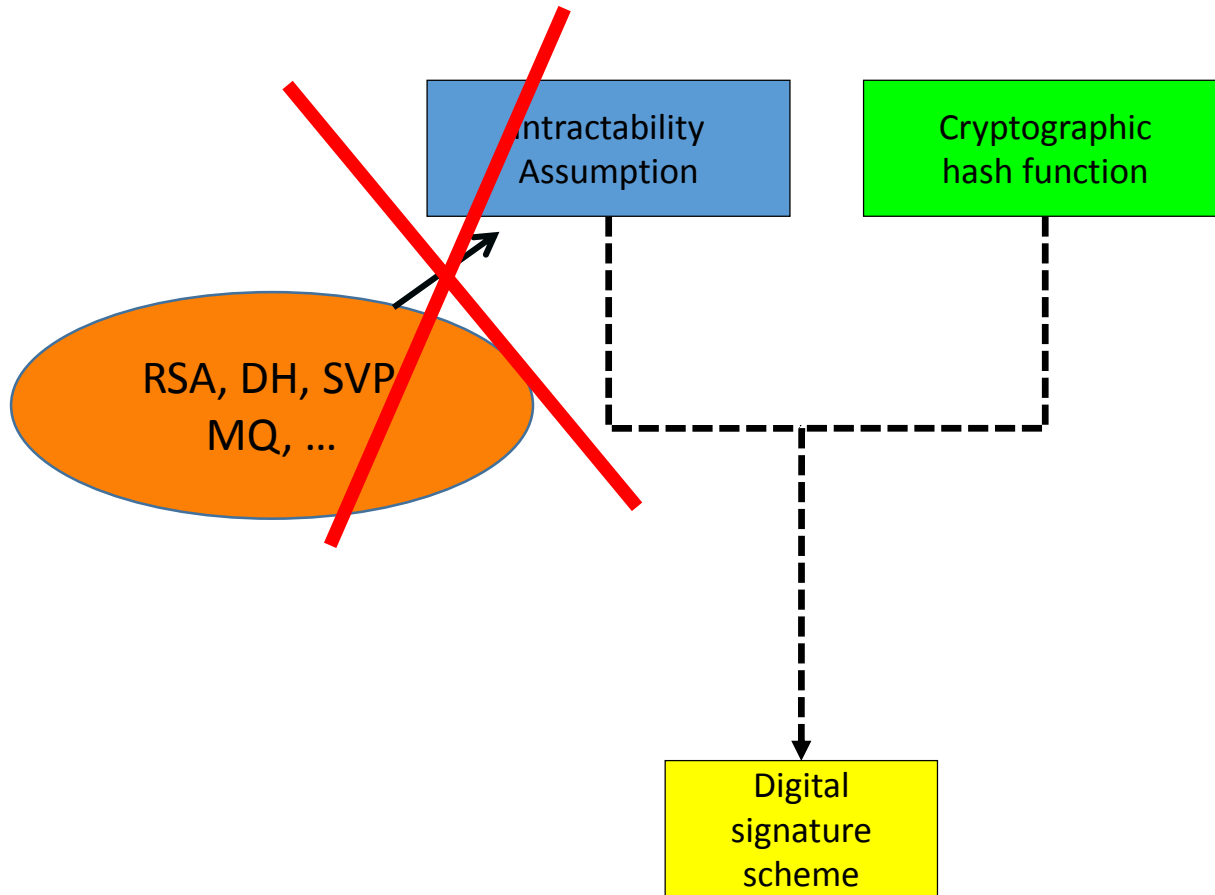 Intractability
Assumption
Cryptographic
hash function
RSA, DH, SVP
MQ, …
Digital
signature
scheme